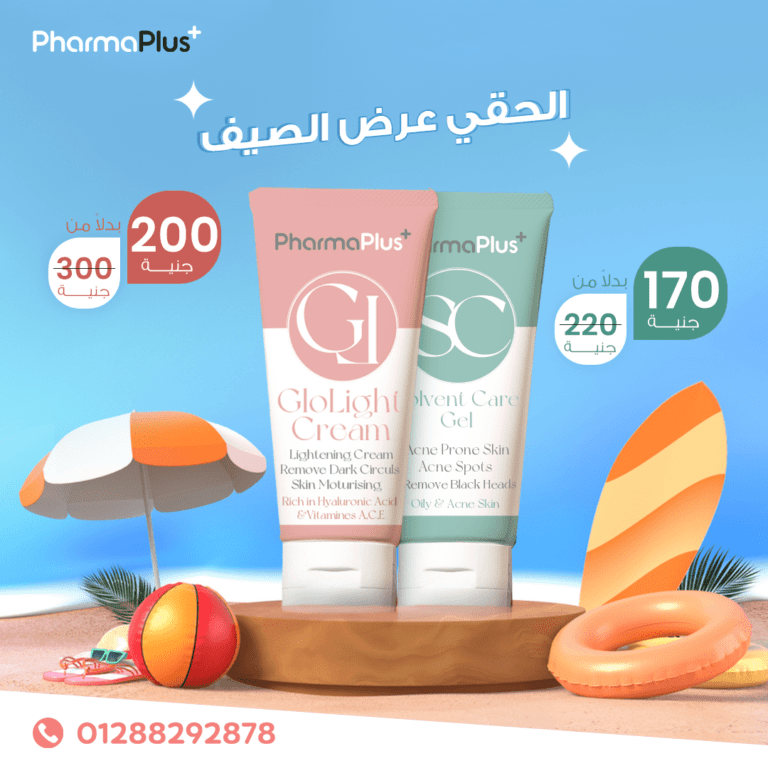 PharmaPlus+
الحقي عرض الصيف
200
جنية
بدلاً من
300
جنية
170
جنية
بدلاً من
220
جنية
PharmaPlus+
GL
GloLight
Cream
Lightening Cream
Remove Dark Circuls
Skin Moturising
Rich in Hyaluronic Acid
&Vitamines A.C.E
rmaPlus+
SC
olvent Care
Gel
Acne Prone Skin
Acne Spots
Remove Black Heads
Oily & Acne Skin
01288292878